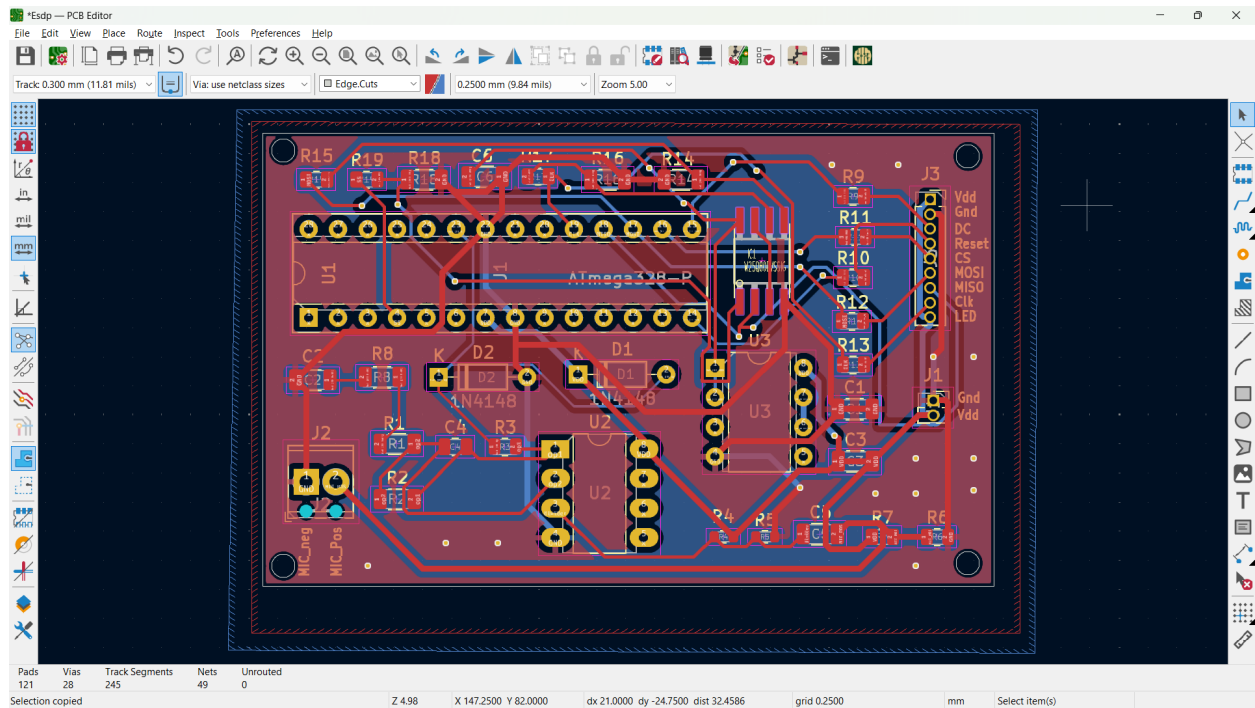 *Esdp — PCB Editor
File Edit View Place Route Inspect Tools Preferences Help
Track: 0.300 mm (11.81 mils) Via: use netclass sizes Edge.Cuts 0.2500 mm (9.84 mils) Zoom 5.00
in
mil
mm
R15 R19 R18 C6 R16 R14
R9 J3
Vdd
Gnd
R11 DC
Reset
R10 CS
U1 J1 ATmega328-P MOSI
MISO
R12 Clk
LED
R13
U3
C2 R8 K D2 K D1
R8 D2 D1
1N4148 1N4148
J1
Gnd
Vdd
C1
U3
J2 R1 C4 R3 U2
R1
C3
R2
R2 U2
MIC_neg
MIC_Pos
R4 R5 R7 R6
Pads Vias Track Segments Nets Unrouted
121 28 245 49 0
Selection copied Z 4.98 X 147.2500 Y 82.0000 dx 21.0000 dy -24.7500 dist 32.4586 grid 0.2500 mm Select item(s)